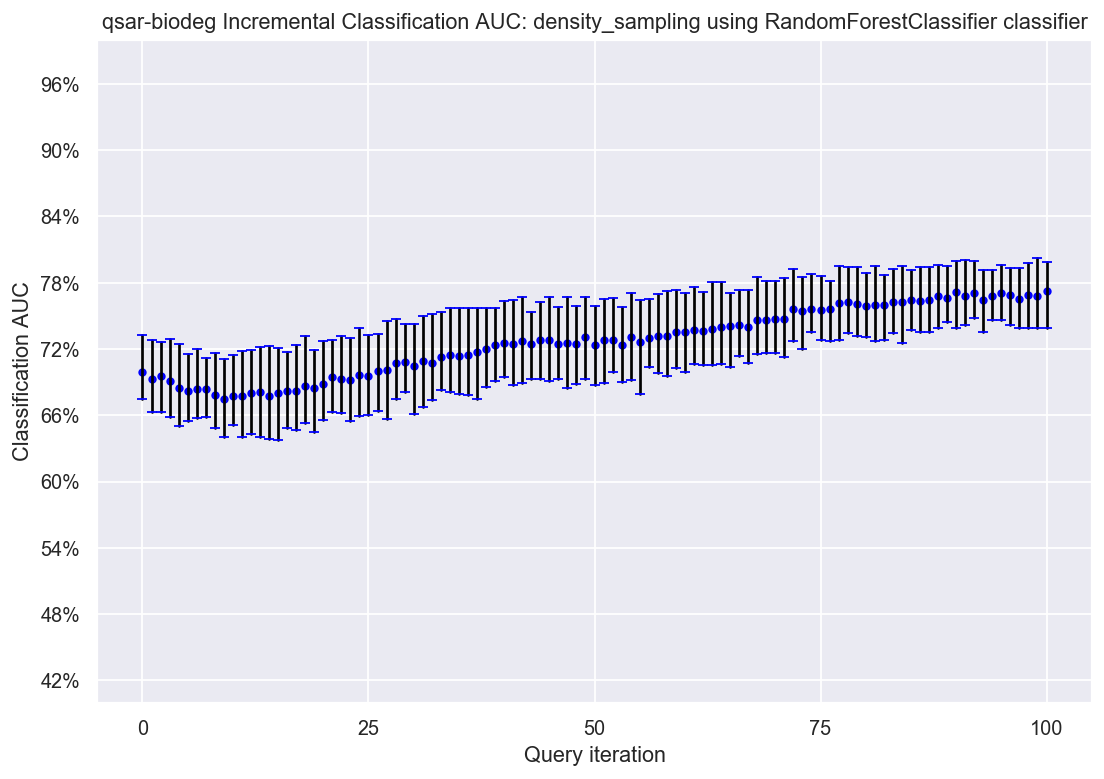 qsar-biodeg Incremental Classification AUC: density_sampling using RandomForestClassifier classifier
96%
90%
84%
78%
72%
66%
60%
54%
48%
42%
Classification AUC
0 25 50 75 100
Query iteration